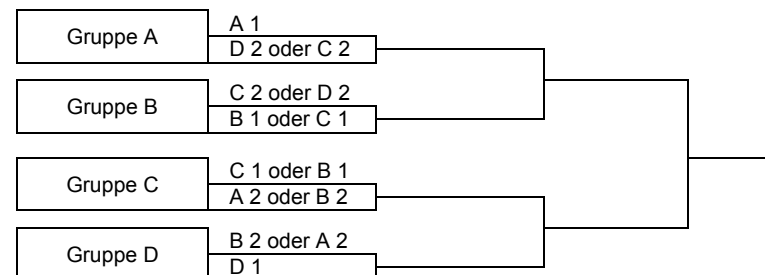 A 1
Gruppe A
D 2 oder C 2
C 2 oder D 2
Gruppe B
B 1 oder C 1
C 1 oder B 1
Gruppe C
A 2 oder B 2
B 2 oder A 2
Gruppe D
D 1